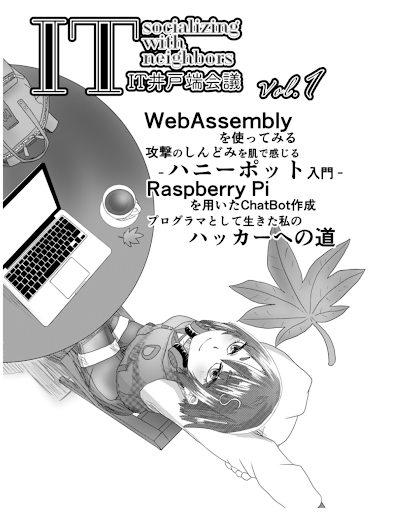 IT socializing
with
neighbors
IT井戸端会議
Vol.1
WebAssembly
を使ってみる
攻撃のしんどみを肌で感じる
- ハニーポット入門 -
Raspberry Pi
を用いたChatBot作成
プログラマとして生きた私の
ハッカーへの道